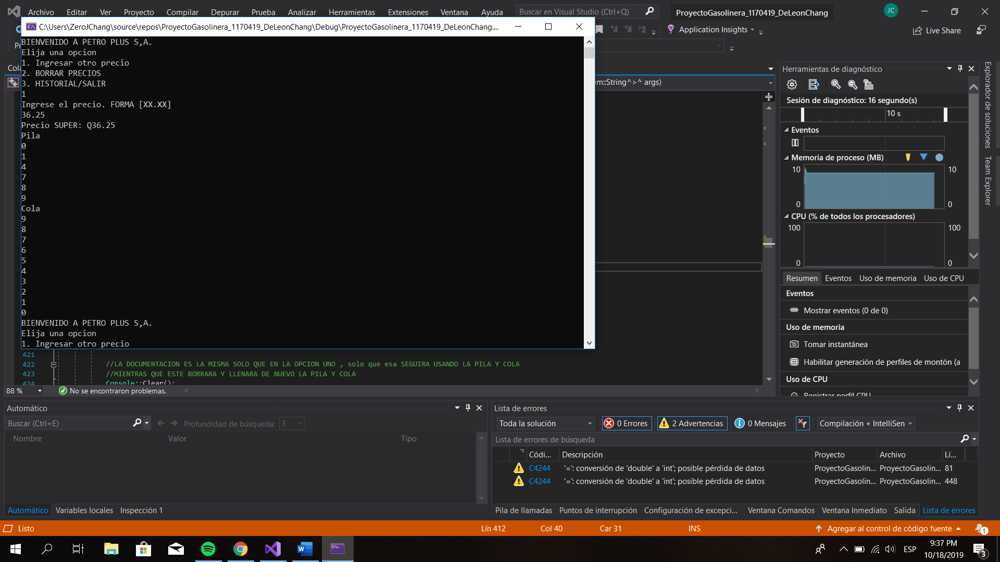 Archivo Editar Ver Proyecto Compilar Depurar Prueba Analizar Herramientas Extensiones Ventana Ayuda Buscar en Visual Studio (Ctrl+Q) ProyectoGasolinera_1170419_DeLeonChang JC
C:\Users\ZeroJChang\source\repos\ProyectoGasolinera_1170419_DeLeonChang\Debug\ProyectoGasolinera_1170419_DeLeonChang....
Application Insights
Live Share
BIENVENIDO A PETRO PLUS S,A.
Elija una opcion
1. Ingresar otro precio
2. BORRAR PRECIOS
3. HISTORIAL/SALIR
1
Ingrese el precio. FORMA [XX.XX]
36.25
Precio SUPER: Q36.25
Pila
0
1
4
7
8
9
Cola
9
8
7
6
5
4
3
2
1
0
BIENVENIDO A PETRO PLUS S,A.
Elija una opcion
1. Ingresar otro precio
em::String^>^ args)
421
422 //LA DOCUMENTACION ES LA MISMA SOLO QUE EN LA OPCION UNO , solo que esa SEGUIRA USANDO LA PILA Y COLA
423 //MIENTRAS QUE ESTE BORRARA Y LLENARA DE NUEVO LA PILA Y COLA
424 Console::Clear();
88 % No se encontraron problemas.
Herramientas de diagnóstico
Sesión de diagnóstico: 16 segundo(s)
10 s
Eventos
Memoria de proceso (MB)
10 10
0 0
CPU (% de todos los procesadores)
100 100
0 0
Resumen Eventos Uso de memoria Uso de CPU
Eventos
Mostrar eventos (0 de 0)
Uso de memoria
Tomar instantánea
Habilitar generación de perfiles de montón (a
Uso de CPU
Registrar perfil CPU
Explorador de soluciones
Team Explorer
Automático
Buscar (Ctrl+E) Profundidad de búsqueda: 3
Nombre Valor Tipo
Automático Variables locales Inspección 1
Lista de errores
Toda la solución 0 Errores 2 Advertencias 0 Mensajes Compilación + IntelliSen
Lista de errores de búsqueda
Códi... Descripción Proyecto Archivo Lí...
C4244 '=': conversión de 'double' a 'int'; posible pérdida de datos ProyectoGasolin... ProyectoGasolin... 81
C4244 '=': conversión de 'double' a 'int'; posible pérdida de datos ProyectoGasolin... ProyectoGasolin... 448
Pila de llamadas Puntos de interrupción Configuración de excepci... Ventana Comandos Ventana Inmediato Salida Lista de errores
Listo Lín 412 Col 40 Car 31 INS Agregar al control de código fuente 1
ESP
9:37 PM
10/18/2019
3